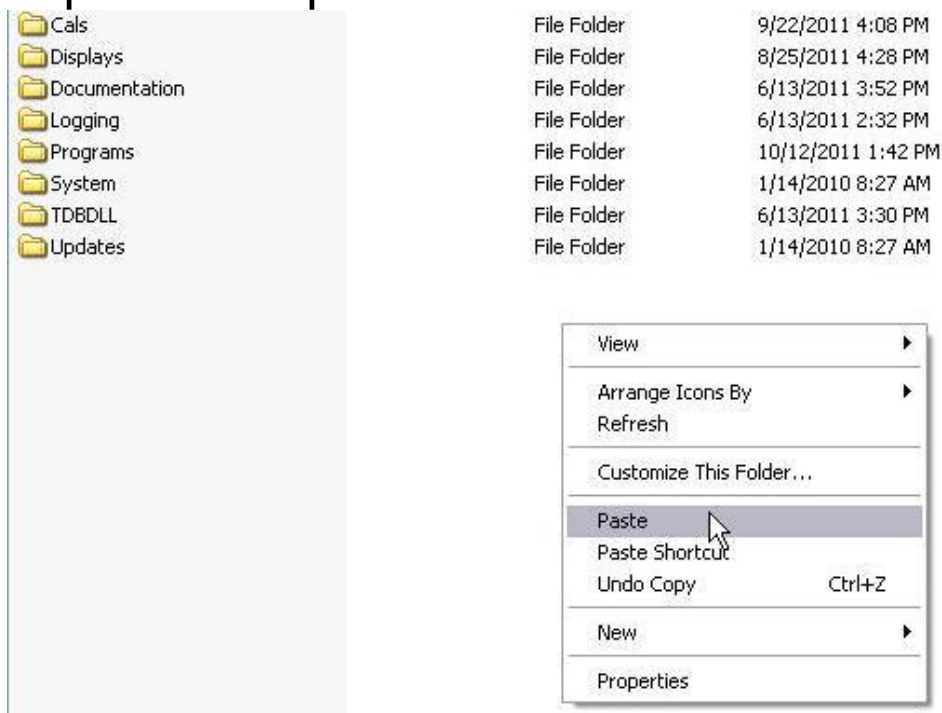 Cals File Folder 9/22/2011 4:08 PM
Displays File Folder 8/25/2011 4:28 PM
Documentation File Folder 6/13/2011 3:52 PM
Logging File Folder 6/13/2011 2:32 PM
Programs File Folder 10/12/2011 1:42 PM
System File Folder 1/14/2010 8:27 AM
TDBDLL File Folder 6/13/2011 3:30 PM
Updates File Folder 1/14/2010 8:27 AM
View
Arrange Icons By
Refresh
Customize This Folder...
Paste
Paste Shortcut
Undo Copy Ctrl+Z
New
Properties